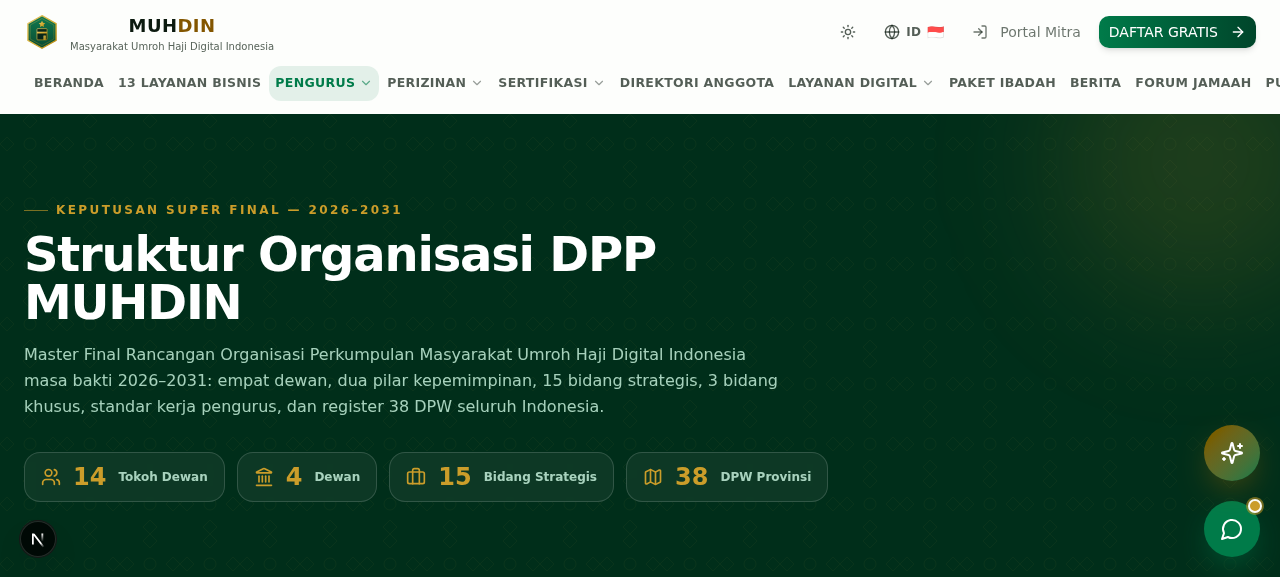 MUHDIN
Masyarakat Umroh Haji Digital Indonesia
ID
Portal Mitra
DAFTAR GRATIS
BERANDA
13 LAYANAN BISNIS
PENGURUS
PERIZINAN
SERTIFIKASI
DIREKTORI ANGGOTA
LAYANAN DIGITAL
PAKET IBADAH
BERITA
FORUM JAMAAH
KEPUTUSAN SUPER FINAL — 2026–2031
Struktur Organisasi DPP
MUHDIN
Master Final Rancangan Organisasi Perkumpulan Masyarakat Umroh Haji Digital Indonesia
masa bakti 2026–2031: empat dewan, dua pilar kepemimpinan, 15 bidang strategis, 3 bidang
khusus, standar kerja pengurus, dan register 38 DPW seluruh Indonesia.
14 Tokoh Dewan
4 Dewan
15 Bidang Strategis
38 DPW Provinsi
N